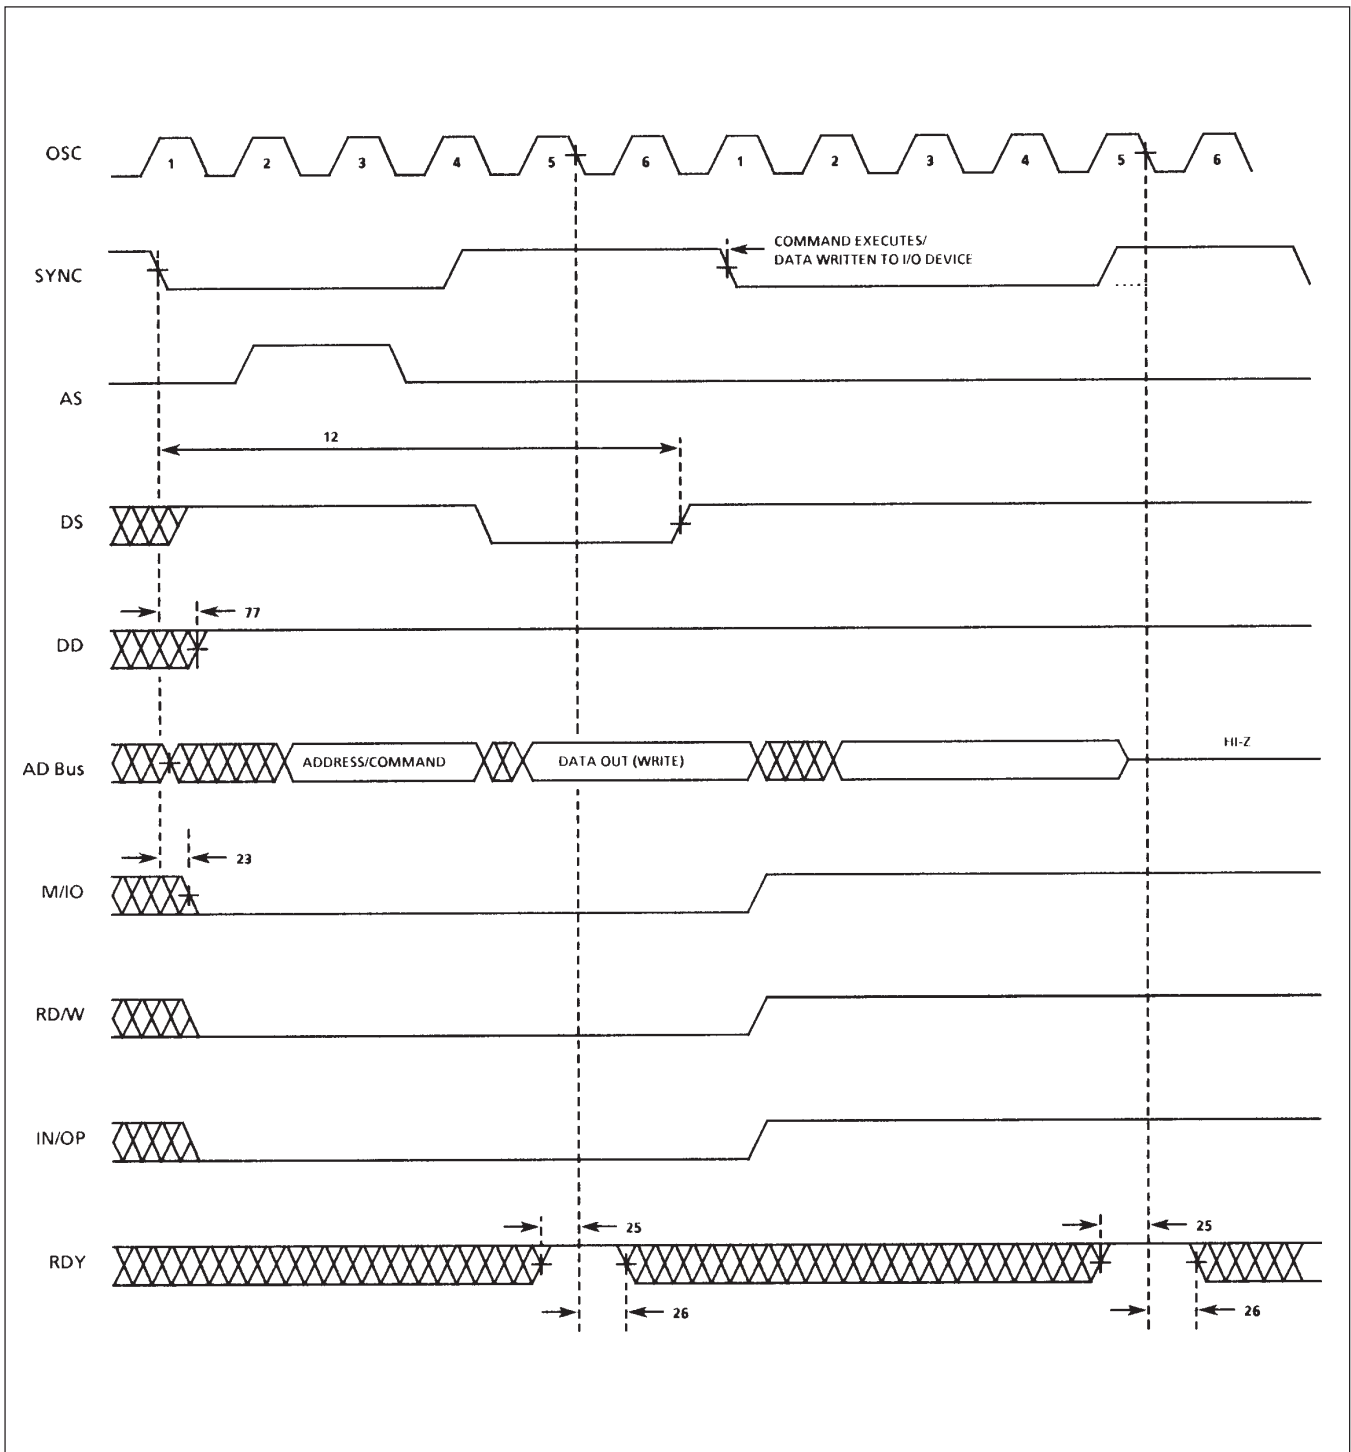 OSC 1 2 3 4 5 6 1 2 3 4 5 6
SYNC
COMMAND EXECUTES/
DATA WRITTEN TO I/O DEVICE
AS
12
DS
77
DD
AD Bus ADDRESS/COMMAND DATA OUT (WRITE) HI-Z
23
M/IO
RD/W
IN/OP
25 25
RDY
26 26